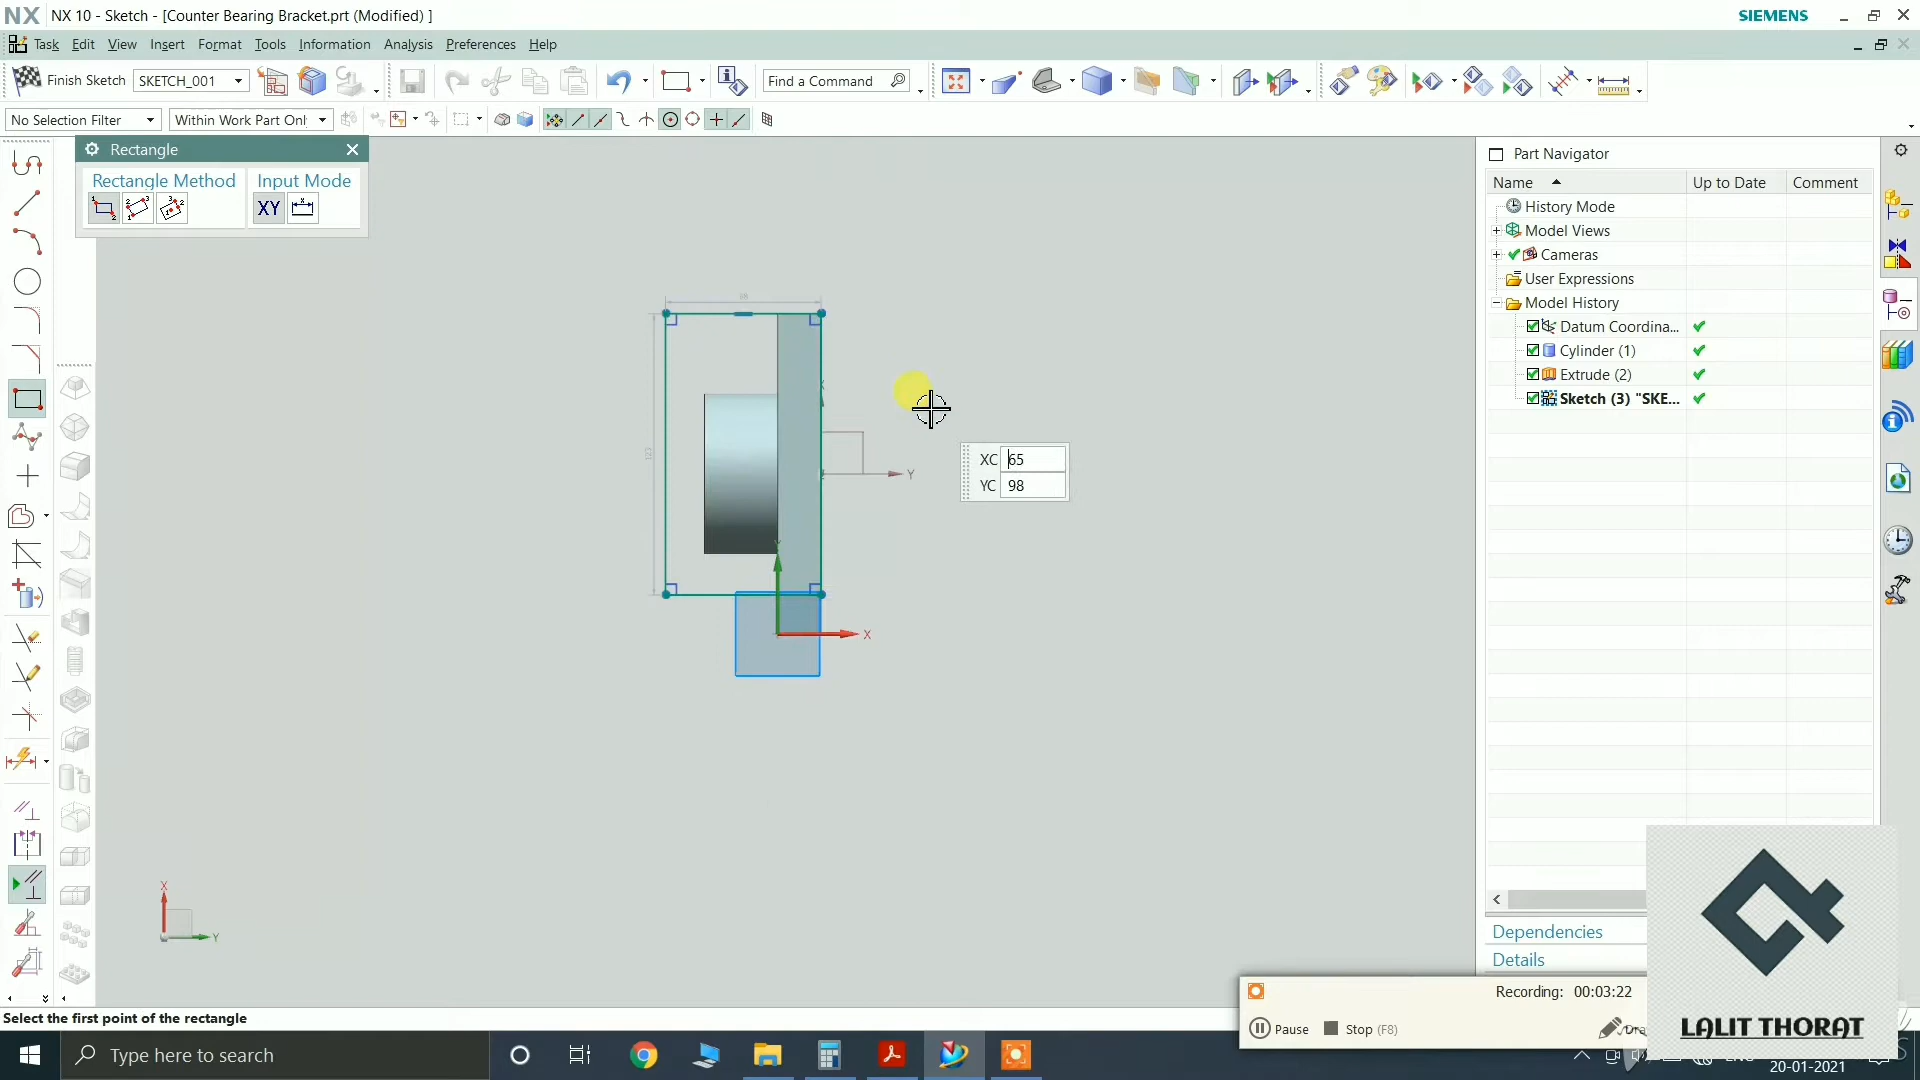 NX NX 10 - Sketch - [Counter Bearing Bracket.prt (Modified) ] SIEMENS
Task Edit View Insert Format Tools Information Analysis Preferences Help
Finish Sketch SKETCH_001 Find a Command
No Selection Filter Within Work Part Onl
Rectangle
Rectangle Method Input Mode
XY
Part Navigator
Name Up to Date Comment
History Mode
Model Views
Cameras
User Expressions
Model History
Datum Coordina...
Cylinder (1)
Extrude (2)
Sketch (3) "SKE...
XC 65
YC 98
Y
X
X
Y
Dependencies
Details
Recording: 00:03:22
Pause Stop (F8)
LALIT THORAT
Select the first point of the rectangle
Type here to search
20-01-2021